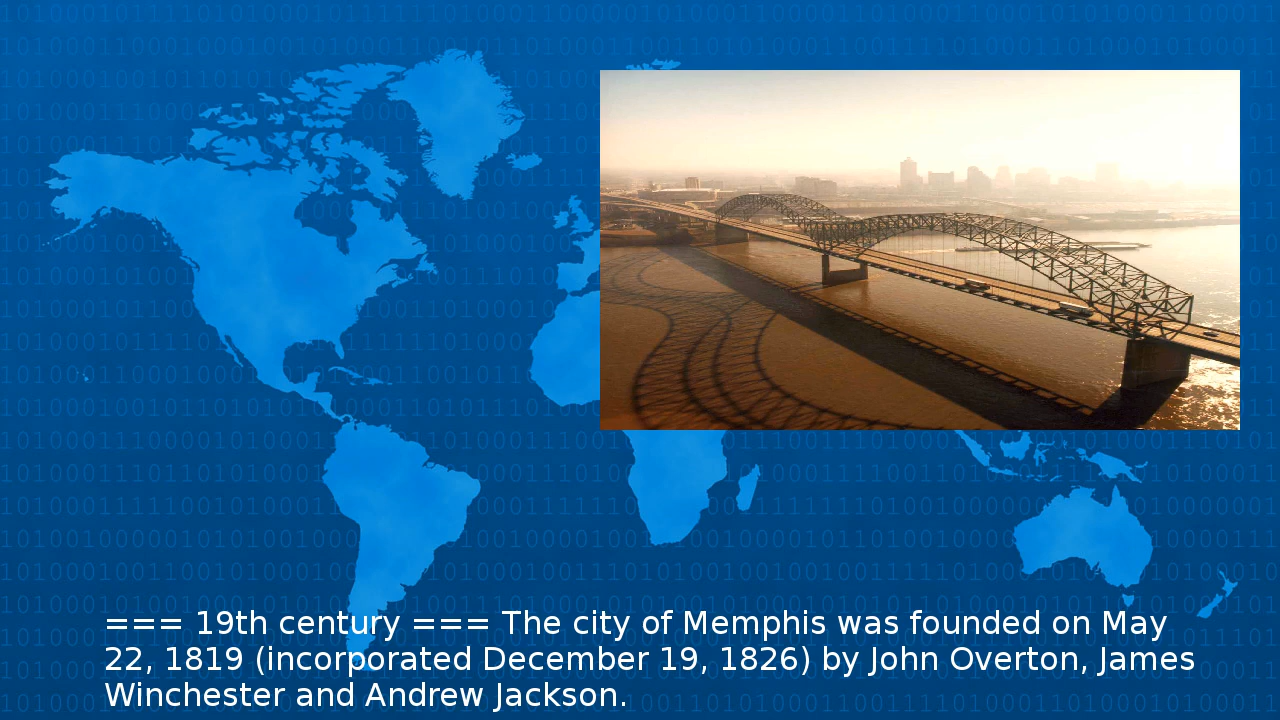 === 19th century === The city of Memphis was founded on May
22, 1819 (incorporated December 19, 1826) by John Overton, James
Winchester and Andrew Jackson.